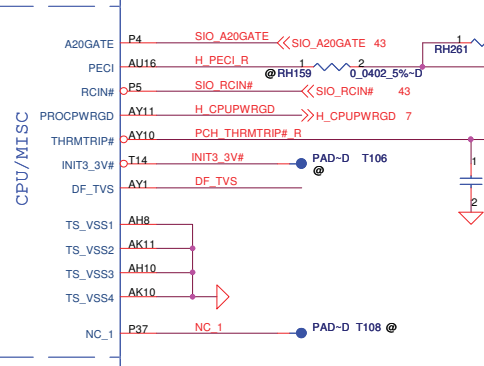 A20GATE P4 SIO_A20GATE SIO_A20GATE 43 1 RH261
PECI AU16 H_PECI_R @RH159 1 2 0_0402_5%~D
RCIN# P5 SIO_RCIN# SIO_RCIN# 43
PROCPWRGD AY11 H_CPUPWRGD H_CPUPWRGD 7
THRMTRIP# AY10 PCH_THRMTRIP#_R
INIT3_3V# T14 INIT3_3V# PAD~D T106 1
@
DF_TVS AY1 DF_TVS
2
CPU/MISC
TS_VSS1 AH8
TS_VSS2 AK11
TS_VSS3 AH10
TS_VSS4 AK10
NC_1 P37 NC_1 PAD~D T108 @